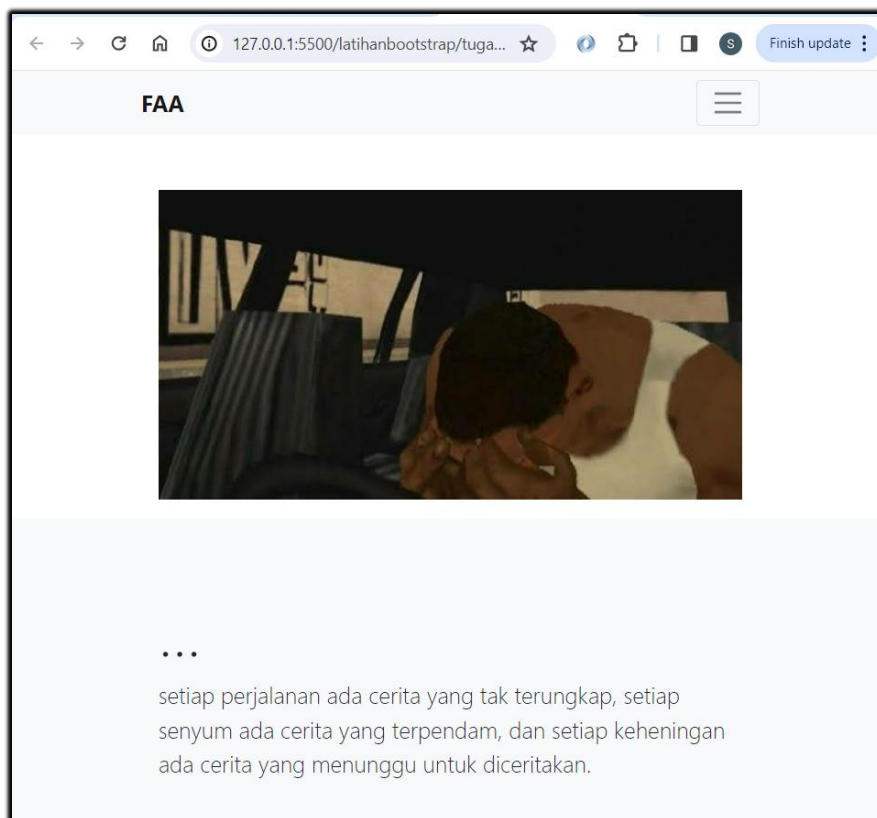 127.0.0.1:5500/latihanbootstrap/tuga...
S
Finish update
FAA
...
setiap perjalanan ada cerita yang tak terungkap, setiap
senyum ada cerita yang terpendam, dan setiap keheningan
ada cerita yang menunggu untuk diceritakan.